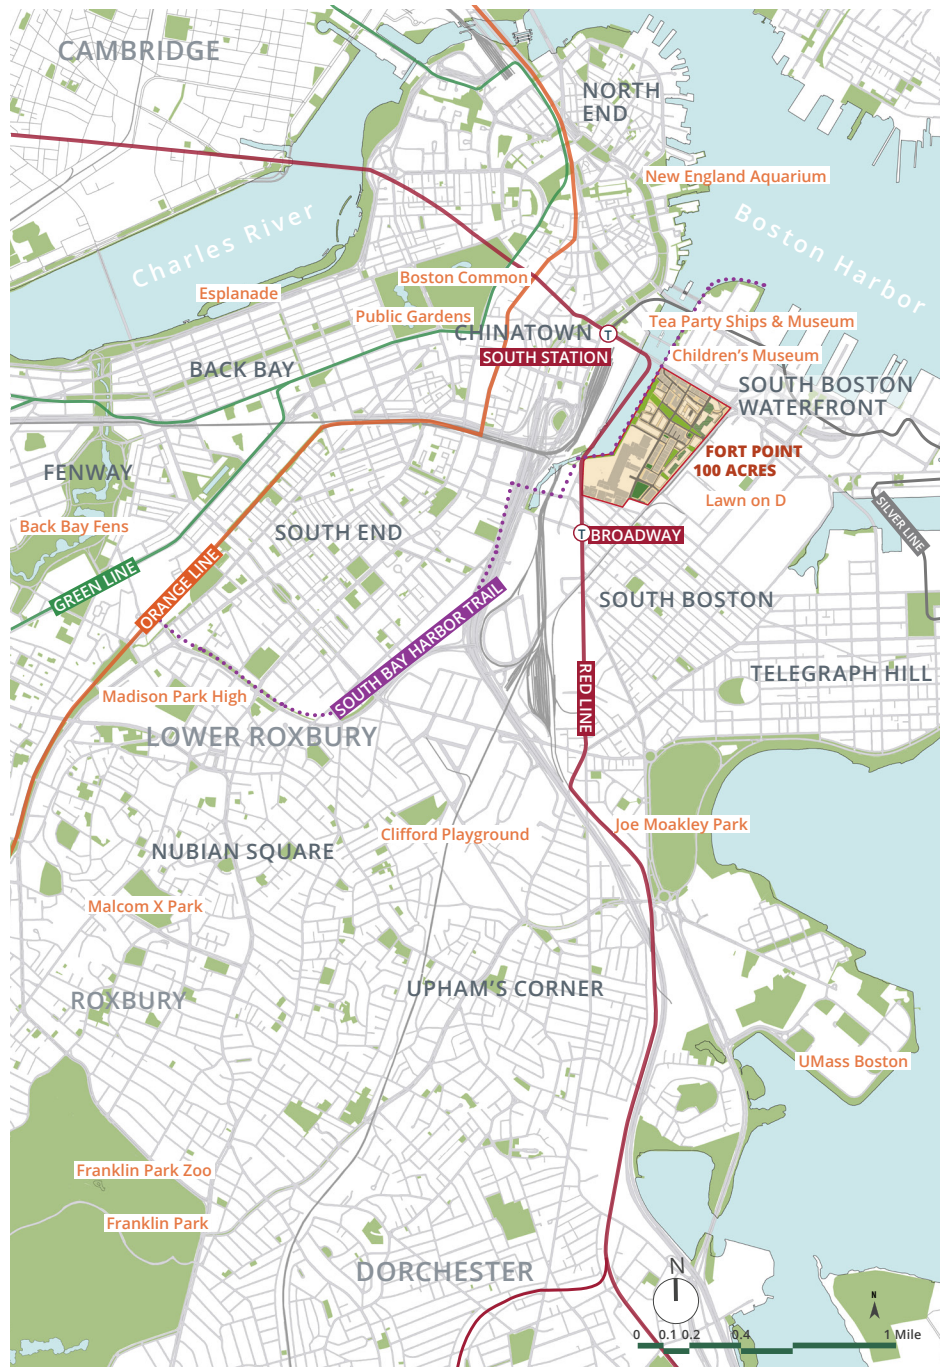 CAMBRIDGE
NORTH
END
New England Aquarium
Charles River
Boston Harbor
Boston Common
Esplanade
Public Gardens
CHINATOWN
T
Tea Party Ships & Museum
SOUTH STATION
Children's Museum
BACK BAY
SOUTH BOSTON
WATERFRONT
FORT POINT
100 ACRES
FENWAY
Lawn on D
Back Bay Fens
SOUTH END
T
BROADWAY
SILVER LINE
GREEN LINE
ORANGE LINE
SOUTH BOSTON
SOUTH BAY HARBOR TRAIL
TELEGRAPH HILL
RED LINE
Madison Park High
LOWER ROXBURY
Joe Moakley Park
Clifford Playground
NUBIAN SQUARE
Malcom X Park
UPHAM'S CORNER
ROXBURY
UMass Boston
Franklin Park Zoo
Franklin Park
DORCHESTER
N
N
0 0.1 0.2 0.4 1 Mile